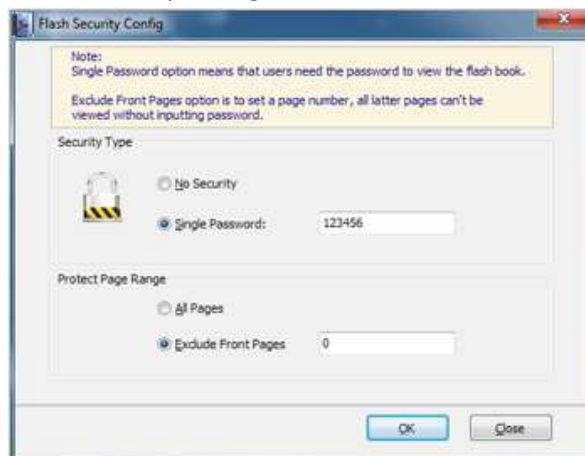 Flash Security Config
Note:
Single Password option means that users need the password to view the flash book.
Exclude Front Pages option is to set a page number, all latter pages can't be
viewed without inputting password.
Security Type
No Security
Single Password: 123456
Protect Page Range
All Pages
Exclude Front Pages 0
OK Close